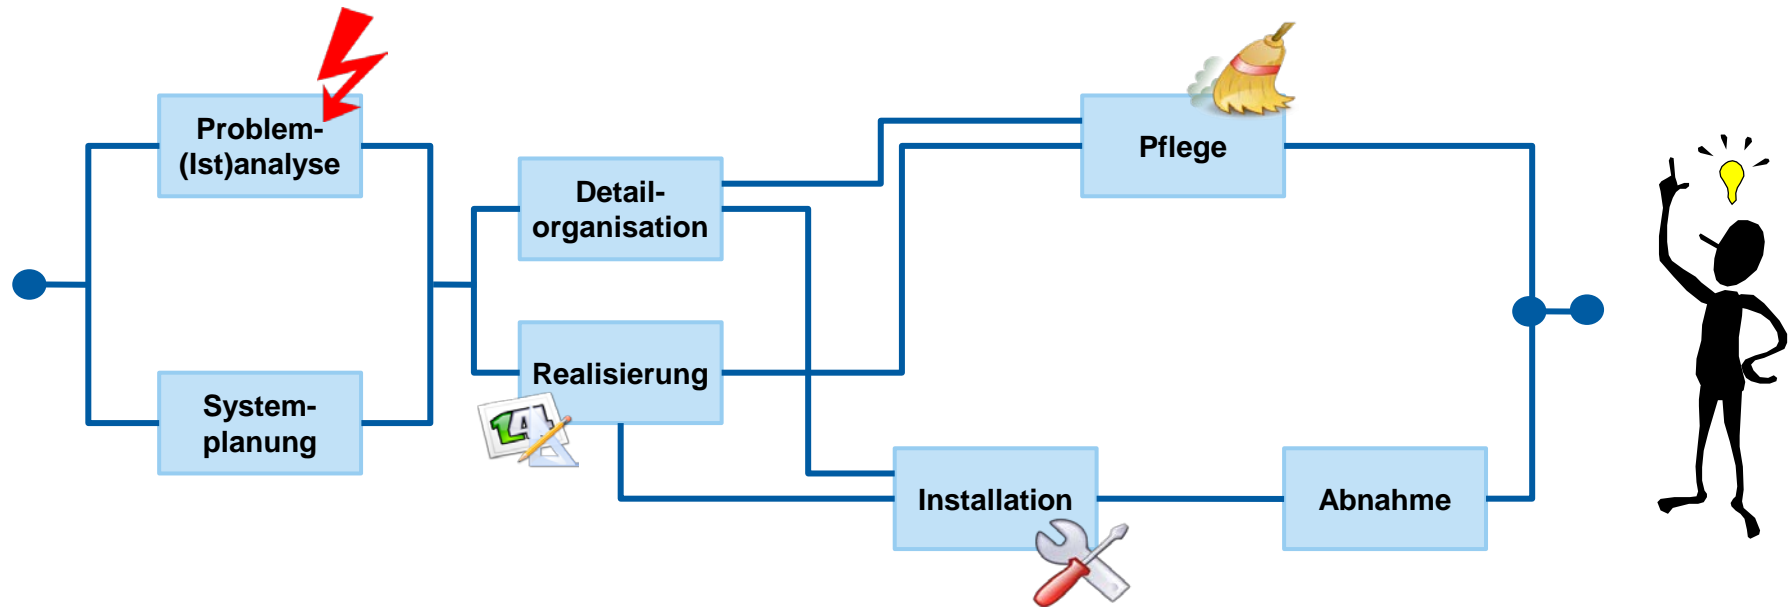 Problem-
(Ist)analyse
System-
planung
Detail-
organisation
Realisierung
Pflege
Installation
Abnahme